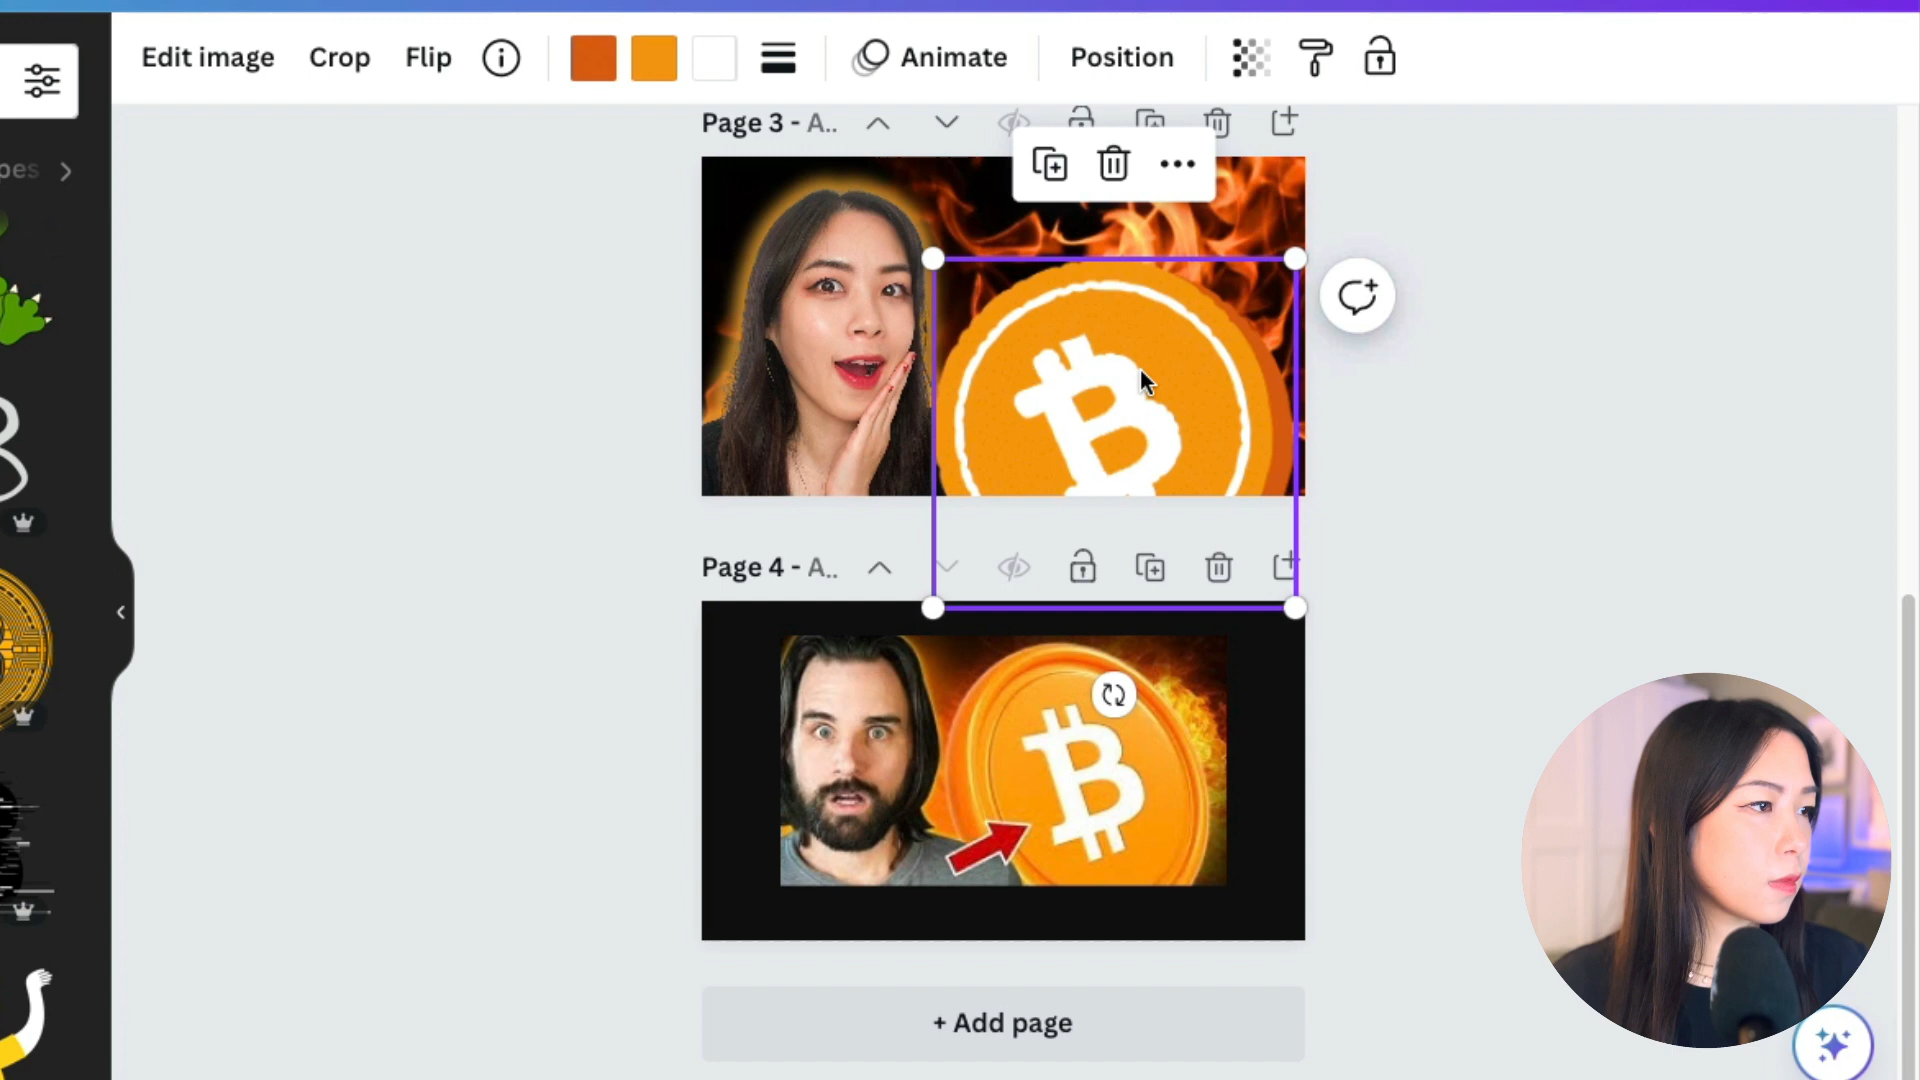 Edit image Crop Flip Animate Position
pes
Page 3 - A..
Page 4 - A..
+ Add page